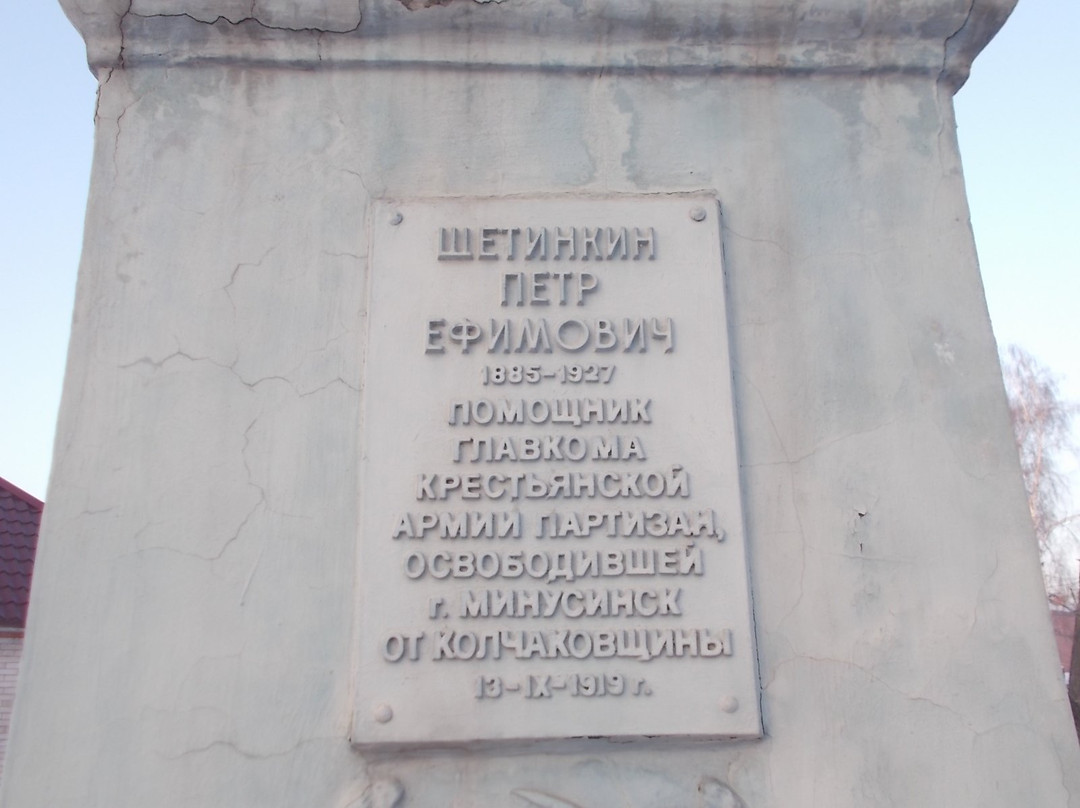 ЩЕТИНКИН
ПЕТР
ЕФИМОВИЧ
1885-1927
ПОМОЩНИК
ГЛАВКОМА
КРЕСТЬЯНСКОЙ
АРМИИ ПАРТИЗАН,
ОСВОБОДИВШЕЙ
г. МИНУСИНСК
ОТ КОЛЧАКОВЩИНЫ
13-IX-1919 г.